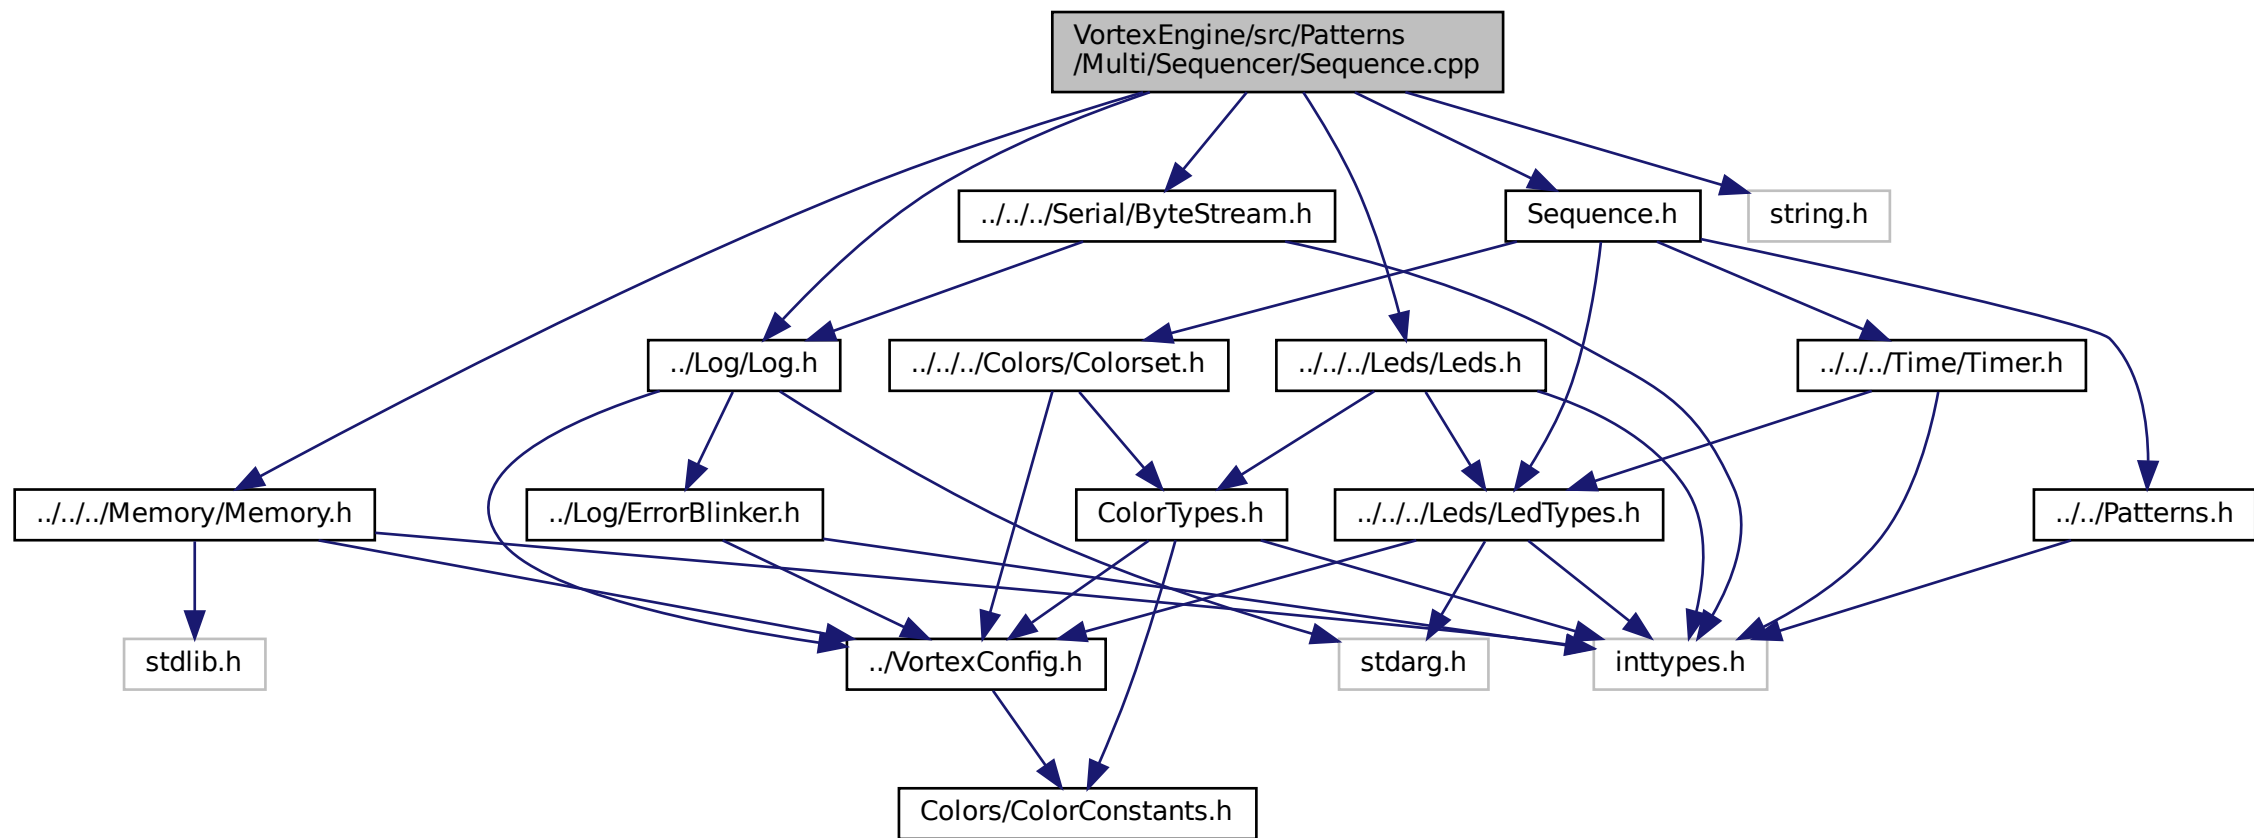 VortexEngine/src/Patterns
/Multi/Sequencer/Sequence.cpp
../../../Serial/ByteStream.h
Sequence.h
string.h
../Log/Log.h
../../../Colors/Colorset.h
../../../Leds/Leds.h
../../../Time/Timer.h
../../../Memory/Memory.h
../Log/ErrorBlinker.h
ColorTypes.h
../../../Leds/LedTypes.h
../../Patterns.h
stdlib.h
../VortexConfig.h
stdarg.h
inttypes.h
Colors/ColorConstants.h